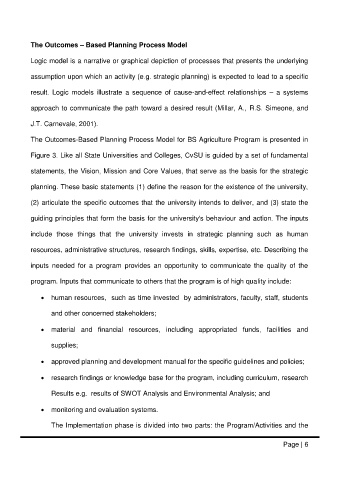 The Outcomes – Based Planning Process Model
Logic model is a narrative or graphical depiction of processes that presents the underlying
assumption upon which an activity (e.g. strategic planning) is expected to lead to a specific
result. Logic models illustrate a sequence of cause-and-effect relationships – a systems
approach to communicate the path toward a desired result (Millar, A., R.S. Simeone, and
J.T. Carnevale, 2001).
The Outcomes-Based Planning Process Model for BS Agriculture Program is presented in
Figure 3. Like all State Universities and Colleges, CvSU is guided by a set of fundamental
statements, the Vision, Mission and Core Values, that serve as the basis for the strategic
planning. These basic statements (1) define the reason for the existence of the university,
(2) articulate the specific outcomes that the university intends to deliver, and (3) state the
guiding principles that form the basis for the university's behaviour and action. The inputs
include those things that the university invests in strategic planning such as human
resources, administrative structures, research findings, skills, expertise, etc. Describing the
inputs needed for a program provides an opportunity to communicate the quality of the
program. Inputs that communicate to others that the program is of high quality include:
• human resources, such as time invested by administrators, faculty, staff, students
and other concerned stakeholders;
• material and financial resources, including appropriated funds, facilities and
supplies;
• approved planning and development manual for the specific guidelines and policies;
• research findings or knowledge base for the program, including curriculum, research
Results e.g. results of SWOT Analysis and Environmental Analysis; and
• monitoring and evaluation systems.
The Implementation phase is divided into two parts: the Program/Activities and the
Page | 6